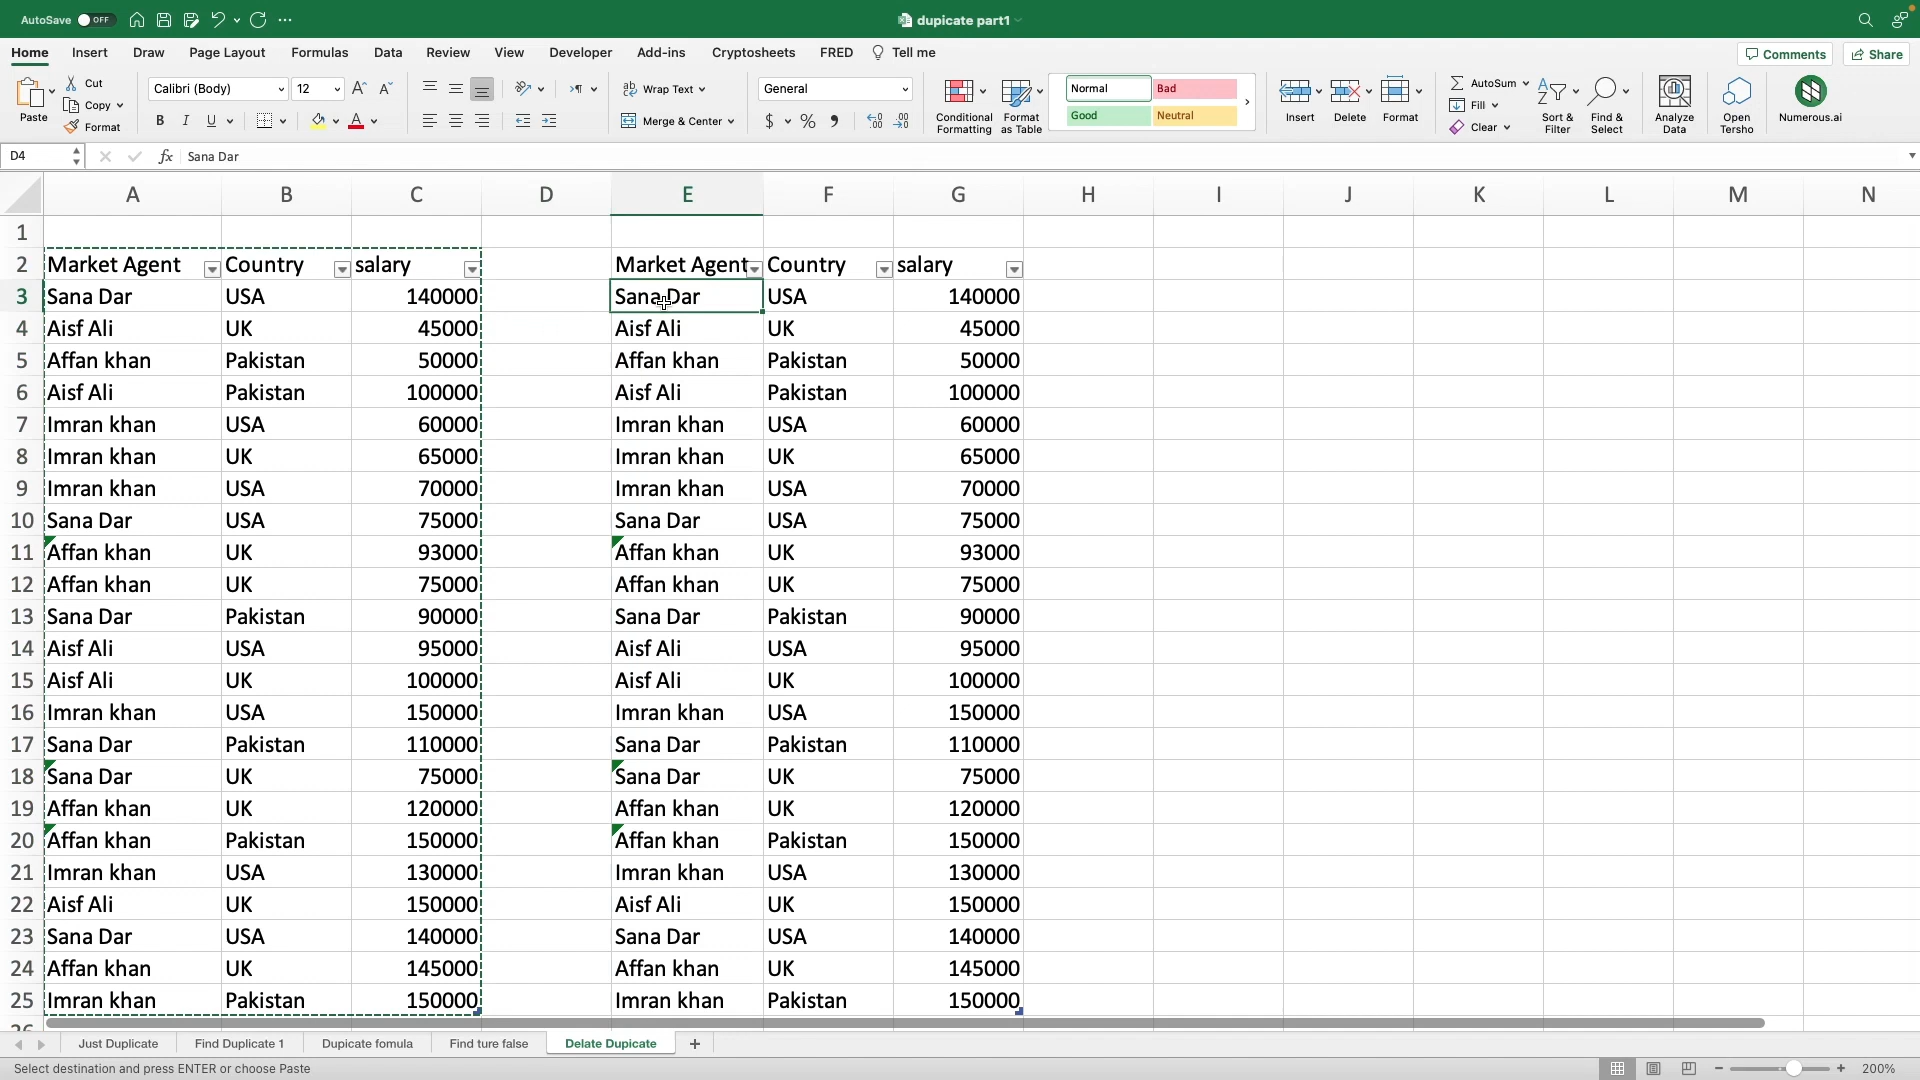 AutoSave OFF dupicate part1
Home Insert Draw Page Layout Formulas Data Review View Developer Add-ins Cryptosheets FRED Tell me Comments Share
Paste Cut Copy Format
Calibri (Body) 12 A A
B I U A
Wrap Text
Merge & Center
General
$ % 9 .00 .00
Conditional Formatting
Format as Table
Normal Bad
Good Neutral
Insert Delete Format
AutoSum
Fill
Clear
Sort & Filter
Find & Select
Analyze Data
Open Tersho
Numerous.ai
D4 fx Sana Dar
A B C D E F G H I J K L M N
1
2 Market Agent Country salary Market Agent Country salary
3 Sana Dar USA 140000 Sana Dar USA 140000
4 Aisf Ali UK 45000 Aisf Ali UK 45000
5 Affan khan Pakistan 50000 Affan khan Pakistan 50000
6 Aisf Ali Pakistan 100000 Aisf Ali Pakistan 100000
7 Imran khan USA 60000 Imran khan USA 60000
8 Imran khan UK 65000 Imran khan UK 65000
9 Imran khan USA 70000 Imran khan USA 70000
10 Sana Dar USA 75000 Sana Dar USA 75000
11 Affan khan UK 93000 Affan khan UK 93000
12 Affan khan UK 75000 Affan khan UK 75000
13 Sana Dar Pakistan 90000 Sana Dar Pakistan 90000
14 Aisf Ali USA 95000 Aisf Ali USA 95000
15 Aisf Ali UK 100000 Aisf Ali UK 100000
16 Imran khan USA 150000 Imran khan USA 150000
17 Sana Dar Pakistan 110000 Sana Dar Pakistan 110000
18 Sana Dar UK 75000 Sana Dar UK 75000
19 Affan khan UK 120000 Affan khan UK 120000
20 Affan khan Pakistan 150000 Affan khan Pakistan 150000
21 Imran khan USA 130000 Imran khan USA 130000
22 Aisf Ali UK 150000 Aisf Ali UK 150000
23 Sana Dar USA 140000 Sana Dar USA 140000
24 Affan khan UK 145000 Affan khan UK 145000
25 Imran khan Pakistan 150000 Imran khan Pakistan 150000
26
Just Duplicate Find Duplicate 1 Dupicate fomula Find ture false Delate Dupicate +
Select destination and press ENTER or choose Paste 200%